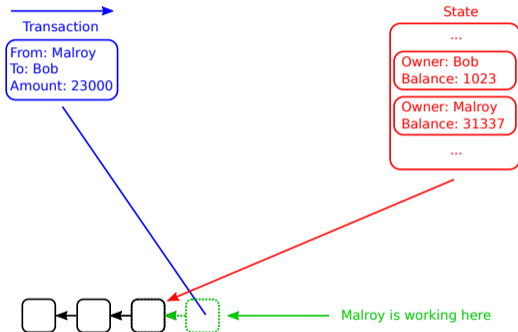 Transaction
From: Malroy
To: Bob
Amount: 23000
State
...
Owner: Bob
Balance: 1023
Owner: Malroy
Balance: 31337
...
Malroy is working here